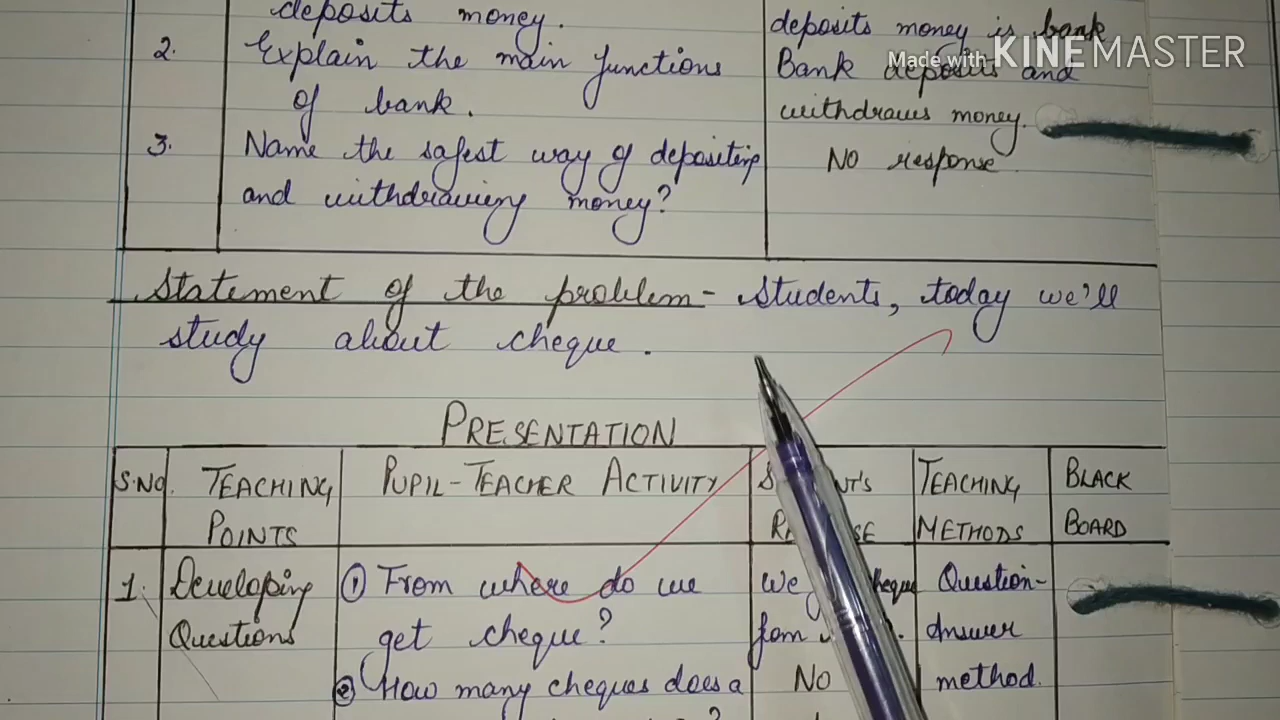 deposits money.
deposits money is bank
Made with KINEMASTER
2. Explain the main functions
of bank.
Bank deposits and
withdraws money.
3. Name the safest way of depositing
and withdrawing money?
No response
Statement of the problem - Students, today we'll
study about cheque.
PRESENTATION
S.NO. TEACHING POINTS
PUPIL-TEACHER ACTIVITY
TEACHING METHODS
BLACK BOARD
1. Developing
Questions
① From where do we
get cheque?
② How many cheques does a
We
cheque
No
Question-
Answer
method.